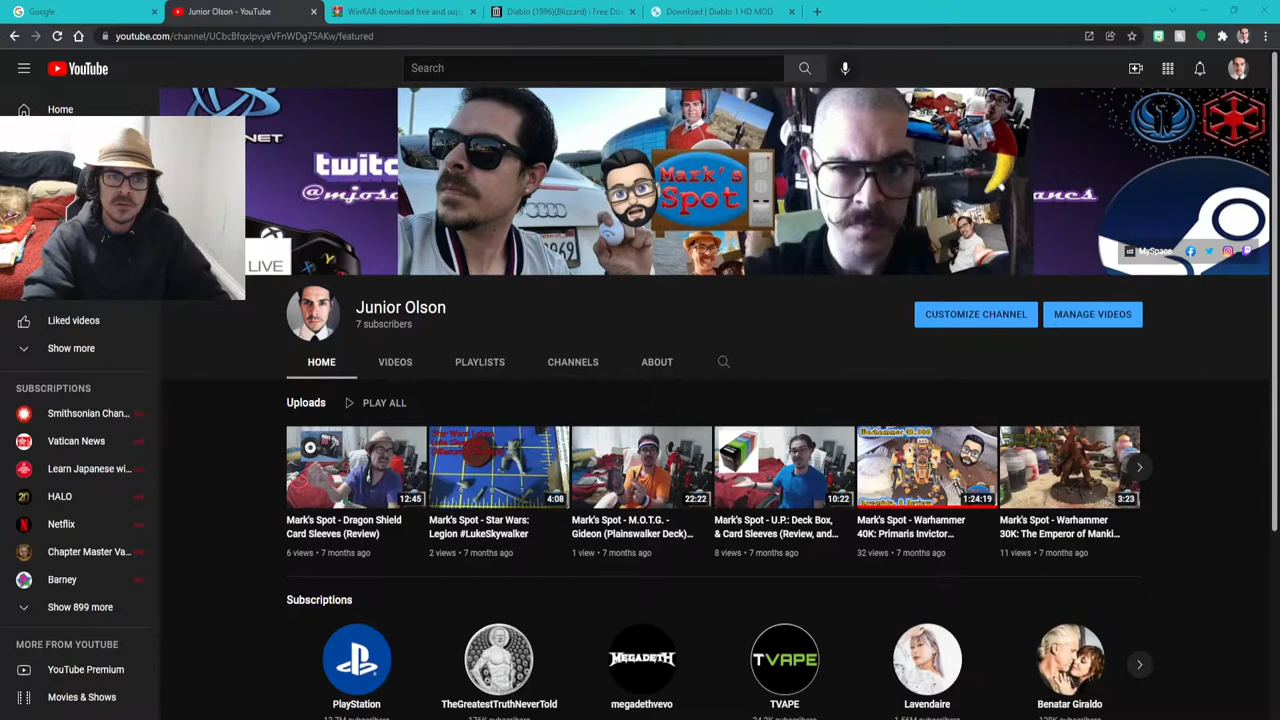 Google
Junior Olson - YouTube
WinRAR download free and sup
Diablo (1996)(Blizzard) : Free Do
Download | Diablo 1 HD MOD
youtube.com/channel/UCbcBfqxIpvyeVFnWDg7SAKw/featured
YouTube
Search
Home
NET
twitc
@mjos
LIVE
Mark's
Spot
ancs
MySpace
Liked videos
Show more
SUBSCRIPTIONS
Smithsonian Chan...
Vatican News
Learn Japanese wi...
HALO
Netflix
Chapter Master Va...
Barney
Show 899 more
MORE FROM YOUTUBE
YouTube Premium
Movies & Shows
Junior Olson
7 subscribers
CUSTOMIZE CHANNEL
MANAGE VIDEOS
HOME
VIDEOS
PLAYLISTS
CHANNELS
ABOUT
Uploads
PLAY ALL
12:45
4:08
22:22
10:22
1:24:19
3:23
Mark's Spot - Dragon Shield
Card Sleeves (Review)
6 views • 7 months ago
Mark's Spot - Star Wars:
Legion #LukeSkywalker
2 views • 7 months ago
Mark's Spot - M.O.T.G. -
Gideon (Plainswalker Deck)...
1 view • 7 months ago
Mark's Spot - U.P.: Deck Box,
& Card Sleeves (Review, and...
8 views • 7 months ago
Mark's Spot - Warhammer
40K: Primaris Invictor...
32 views • 7 months ago
Mark's Spot - Warhammer
30K: The Emperor of Manki...
11 views • 7 months ago
Subscriptions
MEGADETH
TVAPE
PlayStation
TheGreatestTruthNeverTold
megadethvevo
TVAPE
Lavendaire
Benatar Giraldo